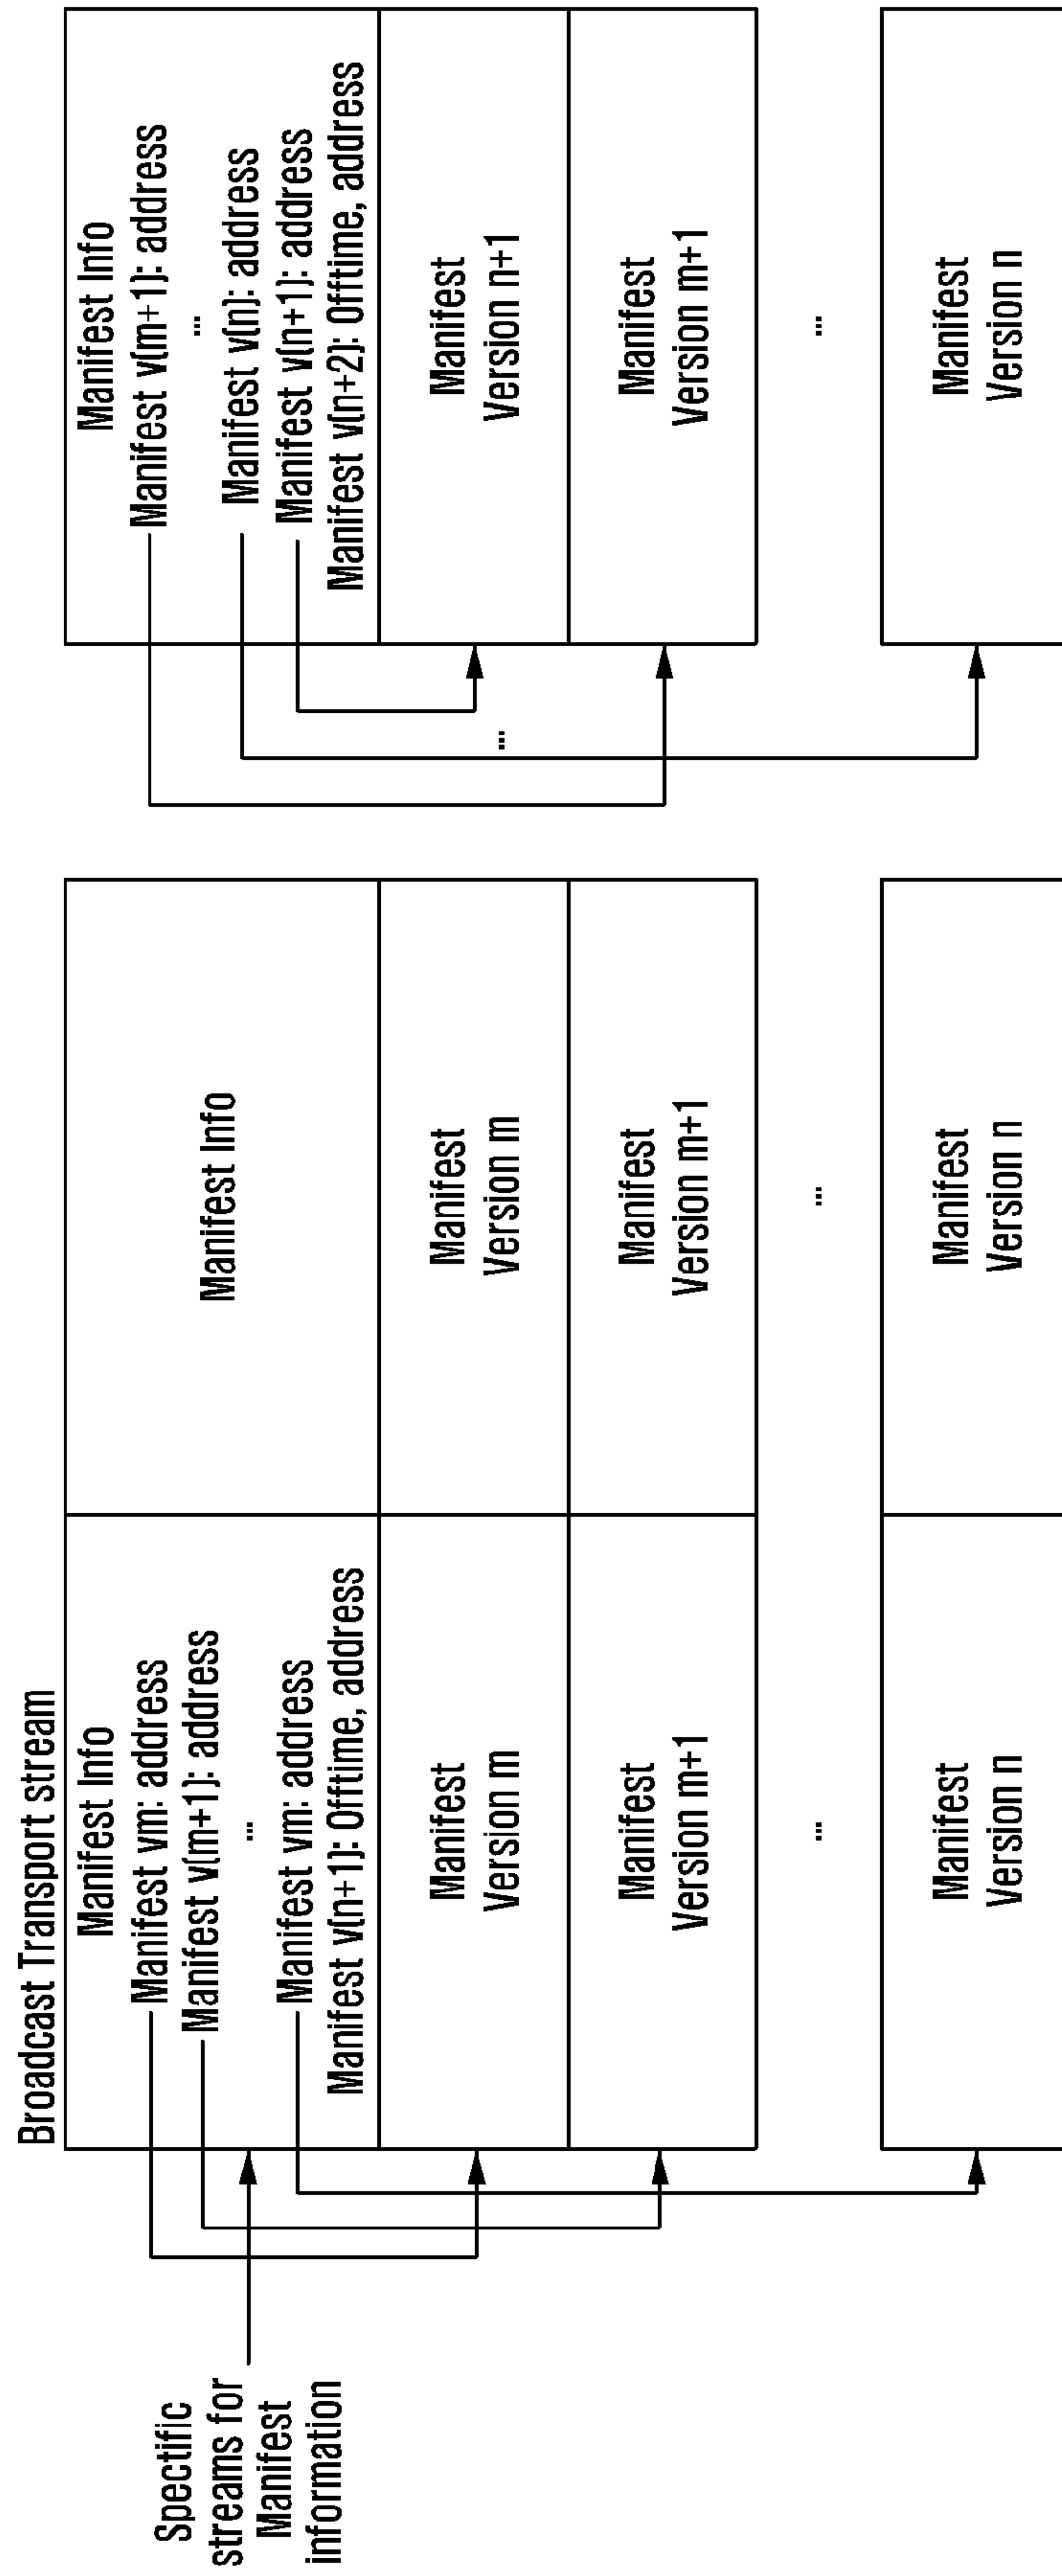 Broadcast Transport stream
Spectific
streams for
Manifest
information
Manifest Info
Manifest vm: address
Manifest v(m+1): address
...
Manifest vm: address
Manifest v(n+1): Offtime, address
Manifest
Version m
Manifest
Version m+1
...
Manifest
Version n
Manifest Info
Manifest
Version m
Manifest
Version m+1
...
Manifest
Version n
...
Manifest Info
Manifest v(m+1): address
...
Manifest v(n): address
Manifest v(n+1): address
Manifest v(n+2): Offtime, address
Manifest
Version n+1
Manifest
Version m+1
...
Manifest
Version n